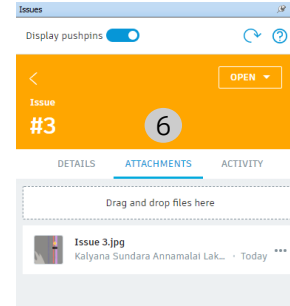 Issues
Display pushpins
OPEN
Issue
#3
6
DETAILS ATTACHMENTS ACTIVITY
Drag and drop files here
Issue 3.jpg
Kalyana Sundara Annamalai Lak... · Today